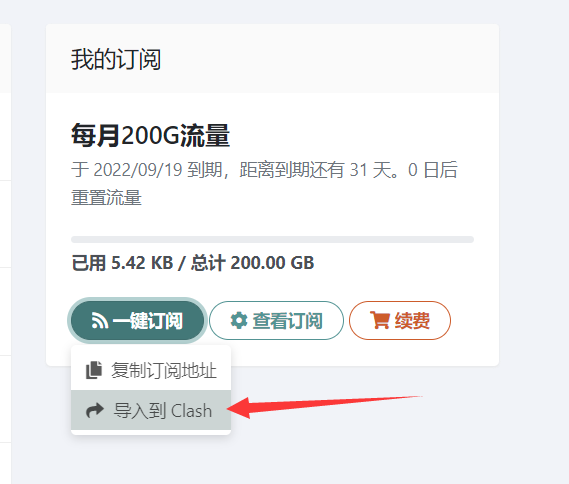 我的订阅
每月200G流量
于 2022/09/19 到期，距离到期还有 31 天。0 日后
重置流量
已用 5.42 KB / 总计 200.00 GB
一键订阅 查看订阅 续费
复制订阅地址
导入到 Clash